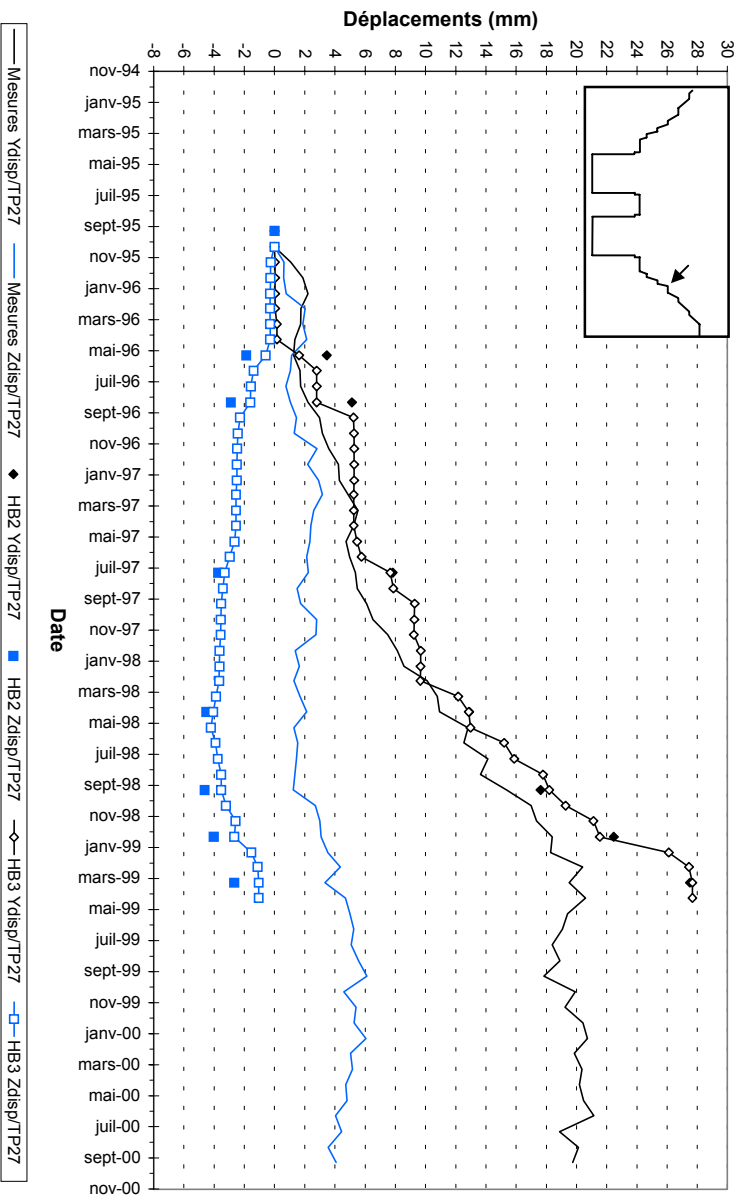 Déplacements (mm)
30
28
26
24
22
20
18
16
14
12
10
8
6
4
2
0
-2
-4
-6
-8
nov-94
janv-95
mars-95
mai-95
juil-95
sept-95
nov-95
janv-96
mars-96
mai-96
juil-96
sept-96
nov-96
janv-97
mars-97
mai-97
juil-97
sept-97
nov-97
janv-98
mars-98
mai-98
juil-98
sept-98
nov-98
janv-99
mars-99
mai-99
juil-99
sept-99
nov-99
janv-00
mars-00
mai-00
juil-00
sept-00
nov-00
Date
Mesures Ydisp/TP27
Mesures Zdisp/TP27
HB2 Ydisp/TP27
HB2 Zdisp/TP27
HB3 Ydisp/TP27
HB3 Zdisp/TP27